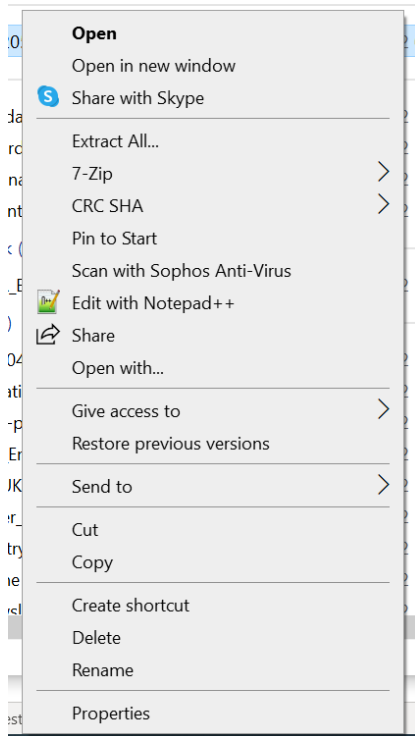 Open
Open in new window
Share with Skype
Extract All...
7-Zip
CRC SHA
Pin to Start
Scan with Sophos Anti-Virus
Edit with Notepad++
Share
Open with...
Give access to
Restore previous versions
Send to
Cut
Copy
Create shortcut
Delete
Rename
Properties